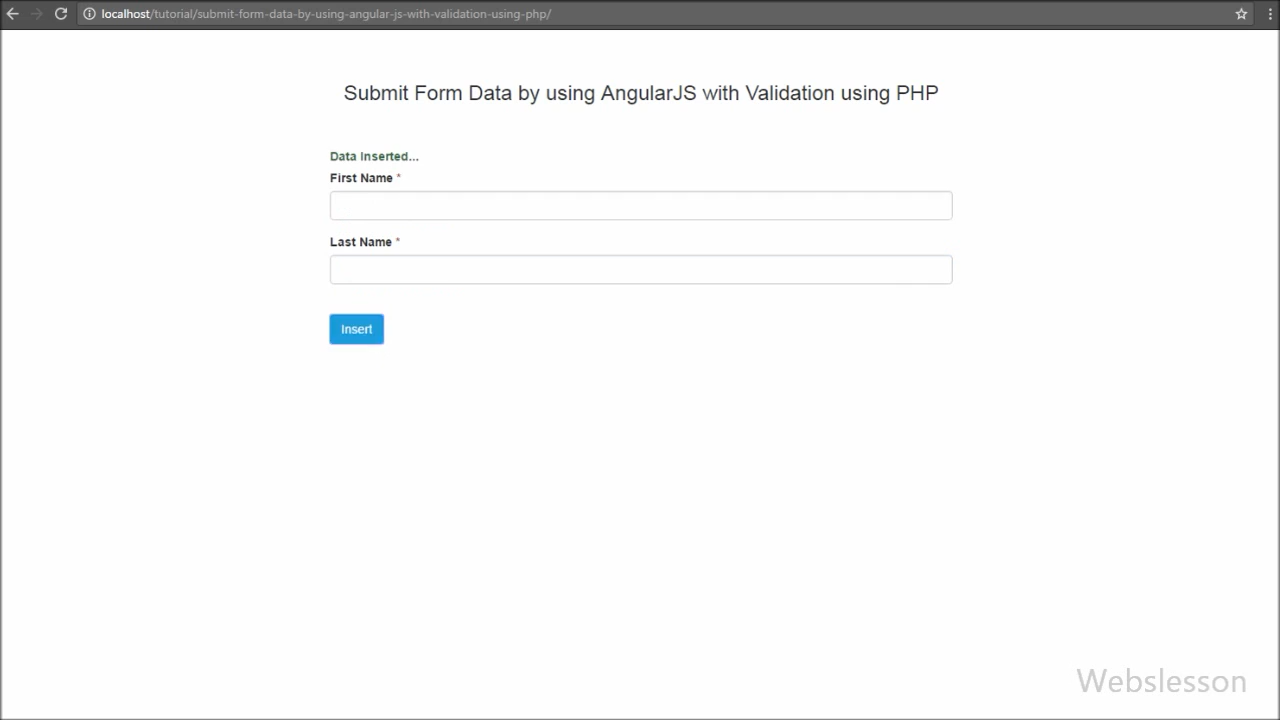 localhost/tutorial/submit-form-data-by-using-angular-js-with-validation-using-php/
Submit Form Data by using AngularJS with Validation using PHP
Data Inserted...
First Name *
Last Name *
Insert
Webslesson